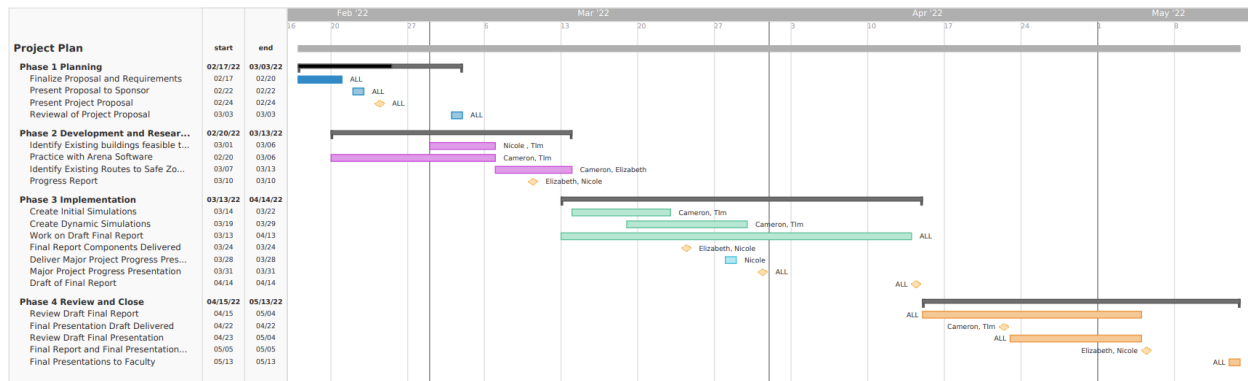 Feb '22 Mar '22 Apr '22 May '22
16 20 27 6 13 20 27 3 10 17 24 1 8
Project Plan start end
Phase 1 Planning 02/17/22 03/03/22
Finalize Proposal and Requirements 02/17 02/20 ALL
Present Proposal to Sponsor 02/22 02/22 ALL
Present Project Proposal 02/24 02/24 ALL
Reviewal of Project Proposal 03/03 03/03 ALL
Phase 2 Development and Resear... 02/20/22 03/13/22
Identify Existing buildings feasible t... 03/01 03/06 Nicole , TIm
Practice with Arena Software 02/20 03/06 Cameron, TIm
Identify Existing Routes to Safe Zo... 03/07 03/13 Cameron, Elizabeth
Progress Report 03/10 03/10 Elizabeth, Nicole
Phase 3 Implementation 03/13/22 04/14/22
Create Initial Simulations 03/14 03/22 Cameron, TIm
Create Dynamic Simulations 03/19 03/29 Cameron, TIm
Work on Draft Final Report 03/13 04/13 ALL
Final Report Components Delivered 03/24 03/24 Elizabeth, Nicole
Deliver Major Project Progress Pres... 03/28 03/28 Nicole
Major Project Progress Presentation 03/31 03/31 ALL
Draft of Final Report 04/14 04/14 ALL
Phase 4 Review and Close 04/15/22 05/13/22
Review Draft Final Report 04/15 05/04 ALL
Final Presentation Draft Delivered 04/22 04/22 Cameron, TIm
Review Draft Final Presentation 04/23 05/04 ALL
Final Report and Final Presentation... 05/05 05/05 Elizabeth, Nicole
Final Presentations to Faculty 05/13 05/13 ALL